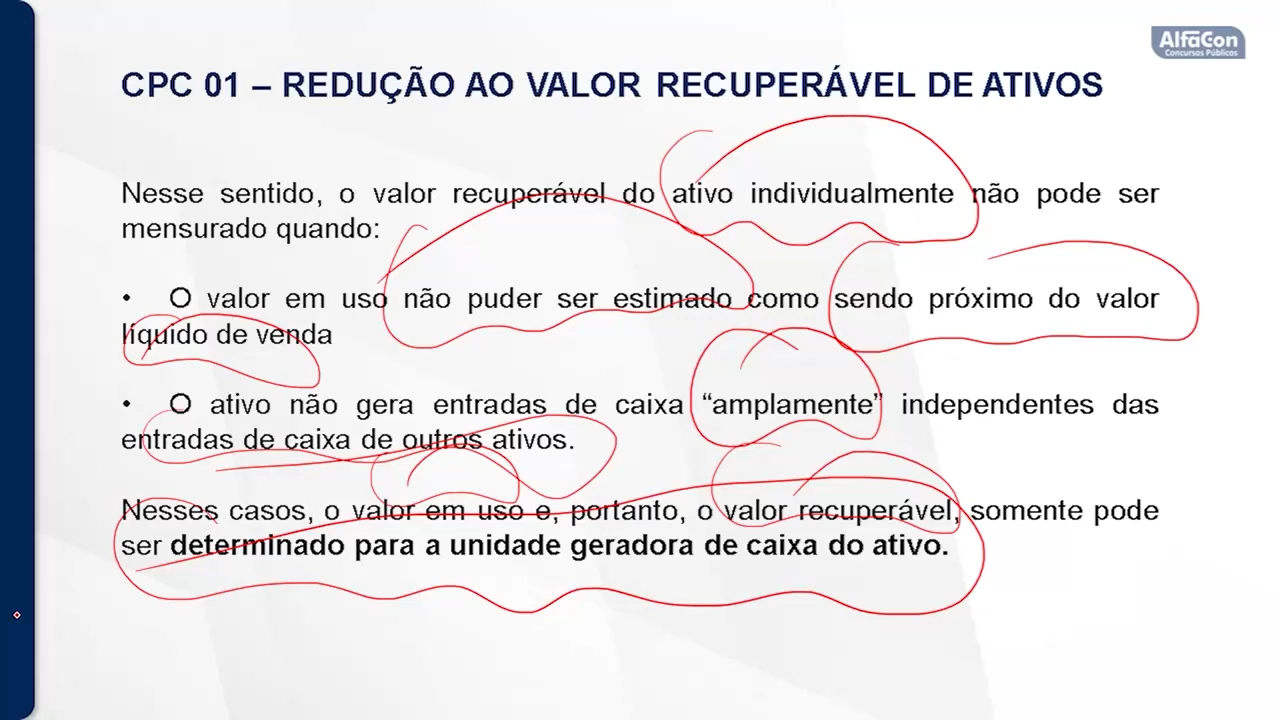 AlfaCon
Concursos Públicos
CPC 01 – REDUÇÃO AO VALOR RECUPERÁVEL DE ATIVOS
Nesse sentido, o valor recuperável do ativo individualmente não pode ser
mensurado quando:
• O valor em uso não puder ser estimado como sendo próximo do valor
líquido de venda
• O ativo não gera entradas de caixa “amplamente” independentes das
entradas de caixa de outros ativos.
Nesses casos, o valor em uso e, portanto, o valor recuperável, somente pode
ser determinado para a unidade geradora de caixa do ativo.